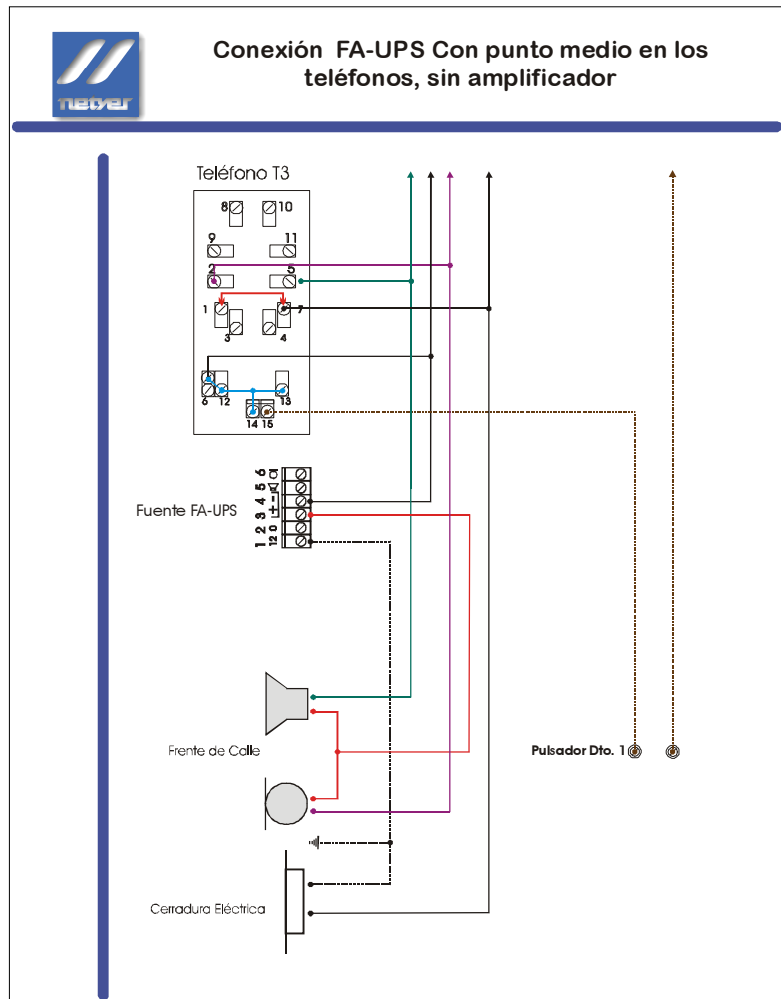 netyer
Conexión FA-UPS Con punto medio en los
teléfonos, sin amplificador
Teléfono T3
8 10
9 11
2 5
1 7
3 4
6 12 13
14 15
Fuente FA-UPS
6
5
4 -
3 +
2 0
1 12
Frente de Calle
Pulsador Dto. 1
Cerradura Eléctrica